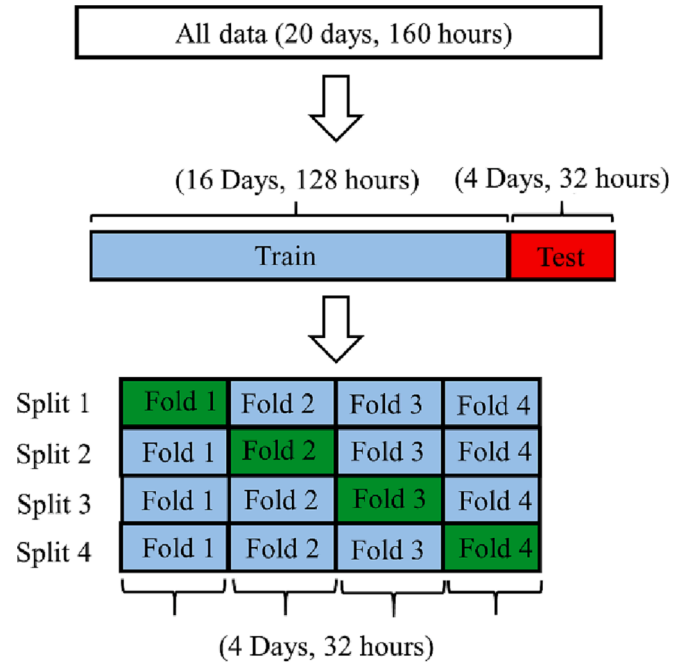 All data (20 days, 160 hours)
(16 Days, 128 hours) (4 Days, 32 hours)
Train Test
Split 1 Fold 1 Fold 2 Fold 3 Fold 4
Split 2 Fold 1 Fold 2 Fold 3 Fold 4
Split 3 Fold 1 Fold 2 Fold 3 Fold 4
Split 4 Fold 1 Fold 2 Fold 3 Fold 4
(4 Days, 32 hours)